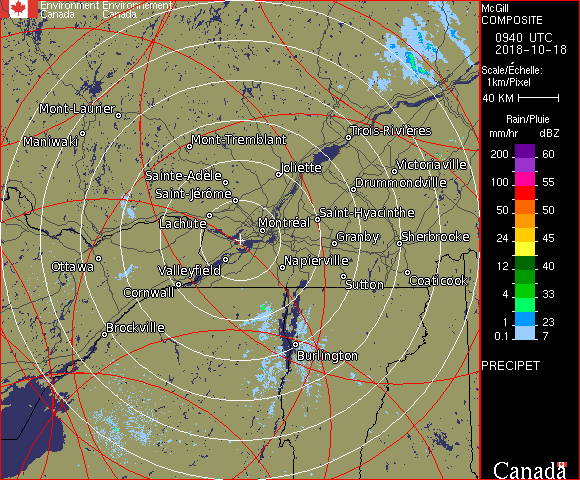 Environment Environnement
Canada Canada
McGill
COMPOSITE
0940 UTC
2018-10-18
Scale/Échelle:
1km/Pixel
40 KM
Rain/Pluie
mm/hr dBZ
200 60
100 55
50 50
24 45
12 40
4 33
1 23
0.1 7
PRECIPET
Canada
Mont-Laurier
Maniwaki
Mont-Tremblant
Trois-Rivières
Joliette
Victoriaville
Sainte-Adèle
Drummondville
Saint-Jérôme
Lachute
Montréal
Saint-Hyacinthe
Granby
Sherbrooke
Ottawa
Valleyfield
Napierville
Cornwall
Sutton
Coaticook
Brockville
Burlington